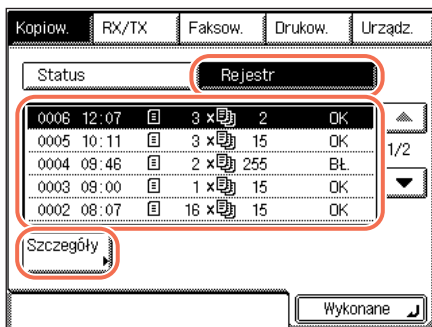 Kopiow. RX/TX Faksow. Drukow. Urządz.
Status Rejestr
0006 12:07 3 x 2 OK
0005 10:11 3 x 15 OK
1/2
0004 09:46 2 x 255 BŁ.
0003 09:00 1 x 15 OK
0002 08:07 16 x 15 OK
Szczegóły
Wykonane